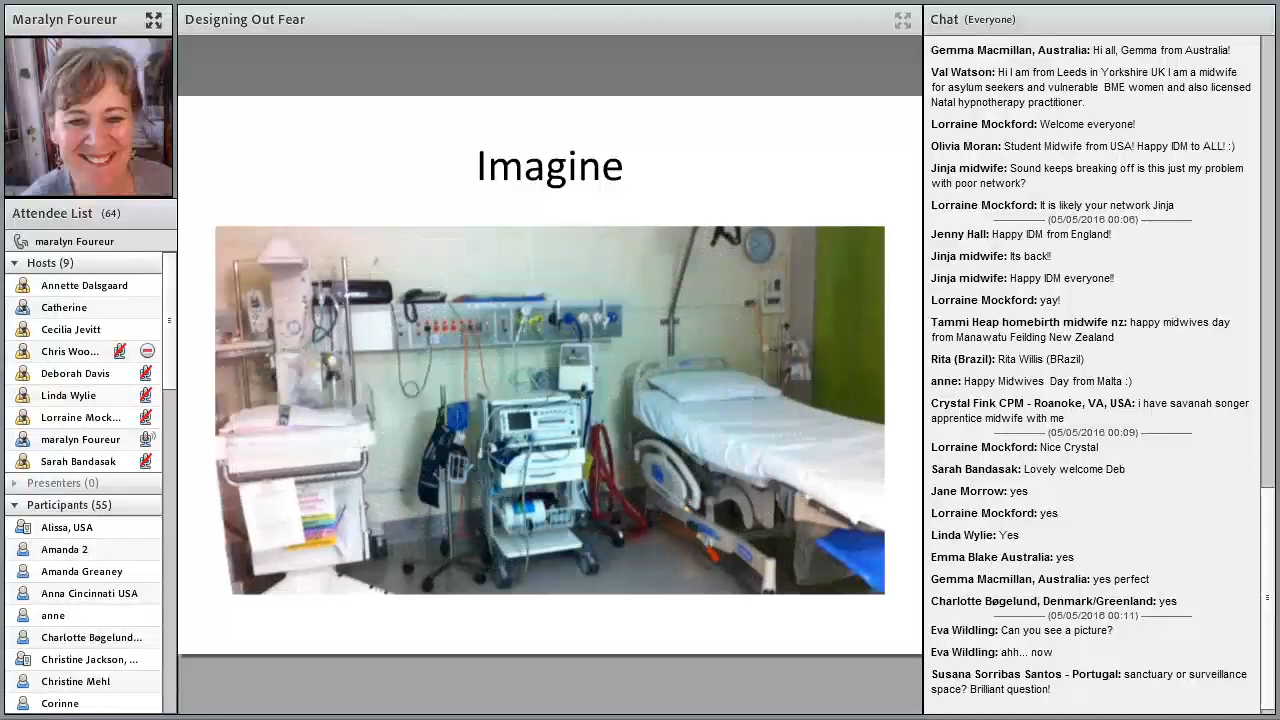 Maralyn Foureur
Attendee List (64)
maralyn Foureur
Hosts (9)
Annette Dalsgaard
Catherine
Cecilia Jevitt
Chris Woo...
Deborah Davis
Linda Wylie
Lorraine Mock...
maralyn Foureur
Sarah Bandasak
Presenters (0)
Participants (55)
Alissa, USA
Amanda 2
Amanda Greaney
Anna Cincinnati USA
anne
Charlotte Bøgelund...
Christine Jackson, ...
Christine Mehl
Corinne
Designing Out Fear
Imagine
Chat (Everyone)
Gemma Macmillan, Australia: Hi all, Gemma from Australia!
Val Watson: Hi I am from Leeds in Yorkshire UK I am a midwife
for asylum seekers and vulnerable BME women and also licensed
Natal hypnotherapy practitioner.
Lorraine Mockford: Welcome everyone!
Olivia Moran: Student Midwife from USA! Happy IDM to ALL! :)
Jinja midwife: Sound keeps breaking off is this just my problem
with poor network?
Lorraine Mockford: It is likely your network Jinja
(05/05/2016 00:06)
Jenny Hall: Happy IDM from England!
Jinja midwife: Its back!!
Jinja midwife: Happy IDM everyone!!
Lorraine Mockford: yay!
Tammi Heap homebirth midwife nz: happy midwives day
from Manawatu Feilding New Zealand
Rita (Brazil): Rita Willis (BRazil)
anne: Happy Midwives Day from Malta :)
Crystal Fink CPM - Roanoke, VA, USA: i have savanah songer
apprentice midwife with me
(05/05/2016 00:09)
Lorraine Mockford: Nice Crystal
Sarah Bandasak: Lovely welcome Deb
Jane Morrow: yes
Lorraine Mockford: yes
Linda Wylie: Yes
Emma Blake Australia: yes
Gemma Macmillan, Australia: yes perfect
Charlotte Bøgelund, Denmark/Greenland: yes
(05/05/2016 00:11)
Eva Wildling: Can you see a picture?
Eva Wildling: ahh... now
Susana Sorribas Santos - Portugal: sanctuary or surveillance
space? Brilliant question!